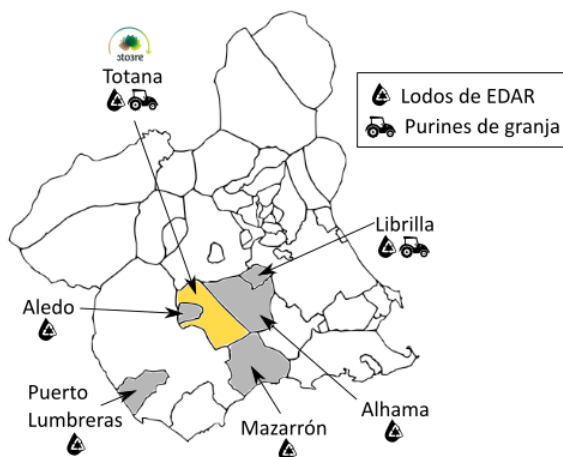 Totana
Lodos de EDAR
Purines de granja
Librilla
Aledo
Puerto
Lumbreras
Mazarrón
Alhama